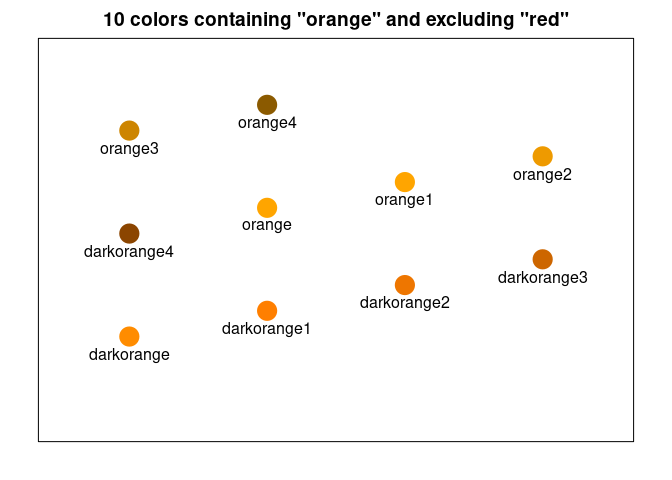 10 colors containing "orange" and excluding "red"
orange4
orange3
orange2
orange1
orange
darkorange4
darkorange3
darkorange2
darkorange1
darkorange